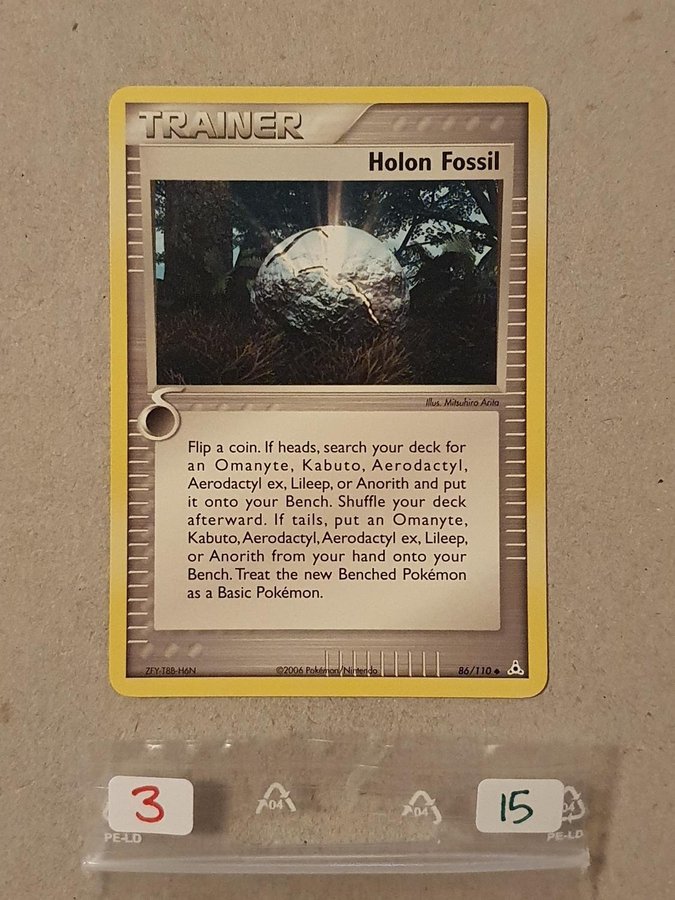 TRAINER
Holon Fossil
Illus. Mitsuhiro Arita
Flip a coin. If heads, search your deck for
an Omanyte, Kabuto, Aerodactyl,
Aerodactyl ex, Lileep, or Anorith and put
it onto your Bench. Shuffle your deck
afterward. If tails, put an Omanyte,
Kabuto, Aerodactyl, Aerodactyl ex, Lileep,
or Anorith from your hand onto your
Bench. Treat the new Benched Pokémon
as a Basic Pokémon.
ZFY-T8B-H6N
©2006 Pokémon/Nintendo
86/110
3
04
04
15
04
PE-LD
PE-LD